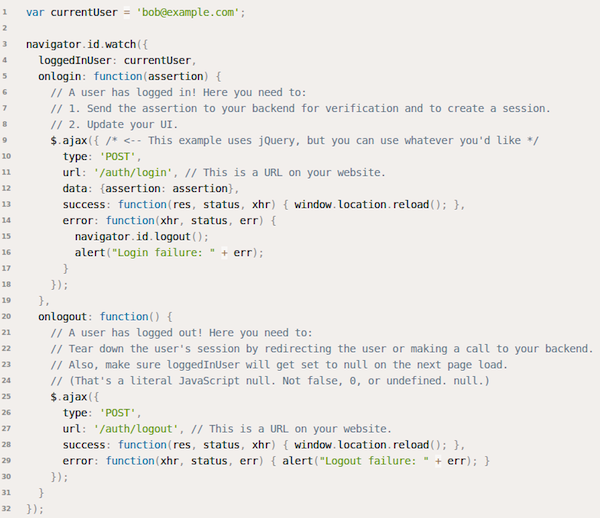 1 var currentUser = 'bob@example.com';
2
3 navigator.id.watch({
4   loggedInUser: currentUser,
5   onlogin: function(assertion) {
6     // A user has logged in! Here you need to:
7     // 1. Send the assertion to your backend for verification and to create a session.
8     // 2. Update your UI.
9     $.ajax({ /* <-- This example uses jQuery, but you can use whatever you'd like */
10       type: 'POST',
11       url: '/auth/login', // This is a URL on your website.
12       data: {assertion: assertion},
13       success: function(res, status, xhr) { window.location.reload(); },
14       error: function(xhr, status, err) {
15         navigator.id.logout();
16         alert("Login failure: " + err);
17       }
18     });
19   },
20   onlogout: function() {
21     // A user has logged out! Here you need to:
22     // Tear down the user's session by redirecting the user or making a call to your backend.
23     // Also, make sure loggedInUser will get set to null on the next page load.
24     // (That's a literal JavaScript null. Not false, 0, or undefined. null.)
25     $.ajax({
26       type: 'POST',
27       url: '/auth/logout', // This is a URL on your website.
28       success: function(res, status, xhr) { window.location.reload(); },
29       error: function(xhr, status, err) { alert("Logout failure: " + err); }
30     });
31   }
32 });